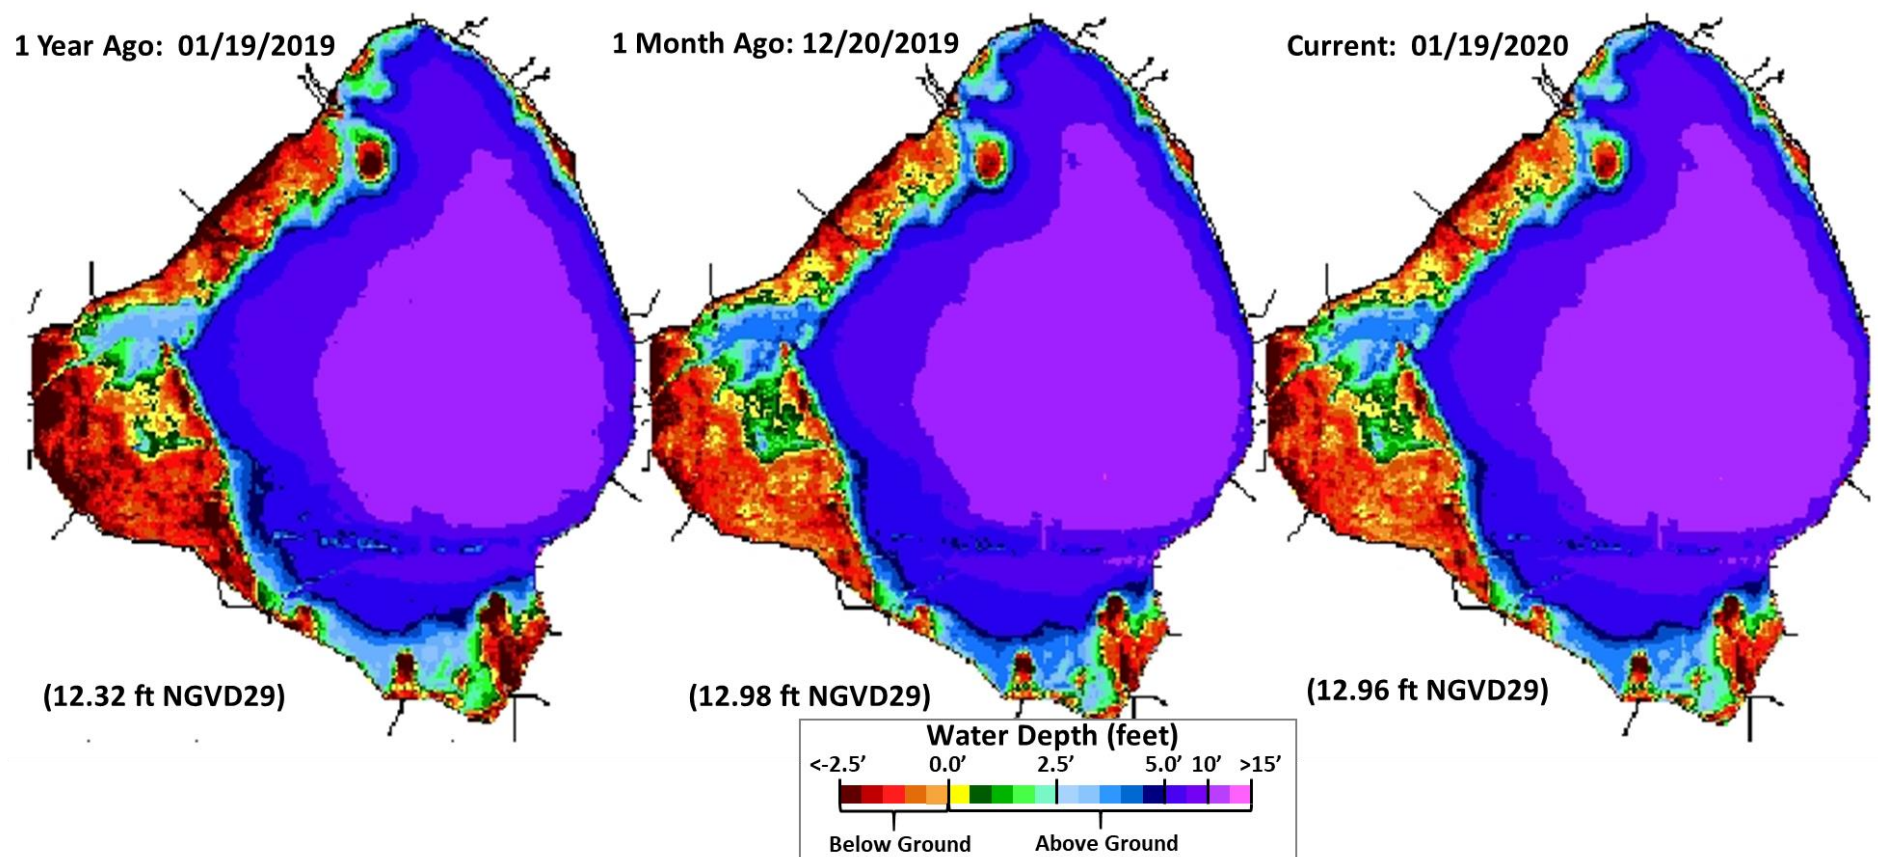 1 Year Ago:  01/19/2019
1 Month Ago: 12/20/2019
Current:  01/19/2020
(12.32 ft NGVD29)
(12.98 ft NGVD29)
(12.96 ft NGVD29)
Water Depth (feet)
<-2.5’ 0.0’ 2.5’ 5.0’ 10’ >15’
Below Ground Above Ground